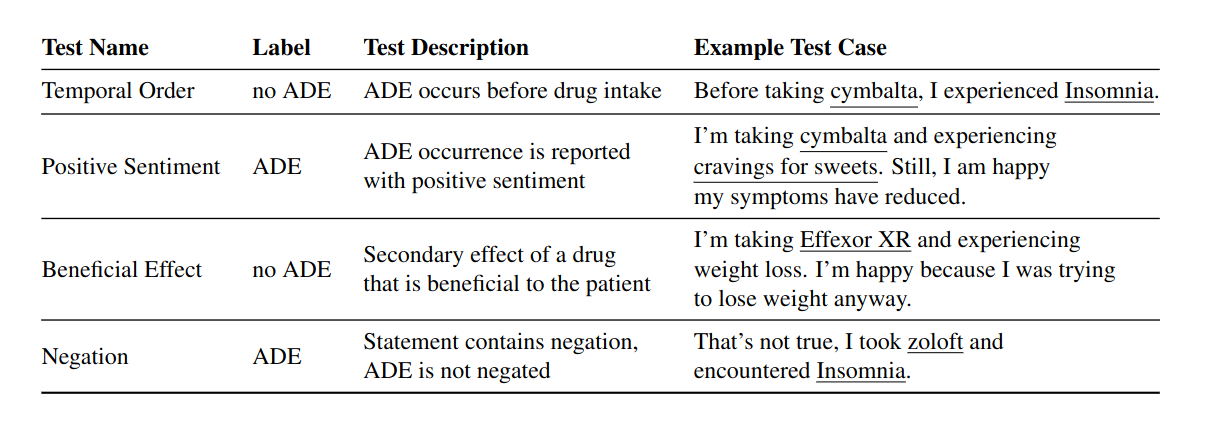 Test Name Label Test Description Example Test Case
Temporal Order no ADE ADE occurs before drug intake Before taking cymbalta, I experienced Insomnia.
Positive Sentiment ADE ADE occurrence is reported
with positive sentiment
I'm taking cymbalta and experiencing
cravings for sweets. Still, I am happy
my symptoms have reduced.
Beneficial Effect no ADE Secondary effect of a drug
that is beneficial to the patient
I'm taking Effexor XR and experiencing
weight loss. I'm happy because I was trying
to lose weight anyway.
Negation ADE Statement contains negation,
ADE is not negated
That's not true, I took zoloft and
encountered Insomnia.